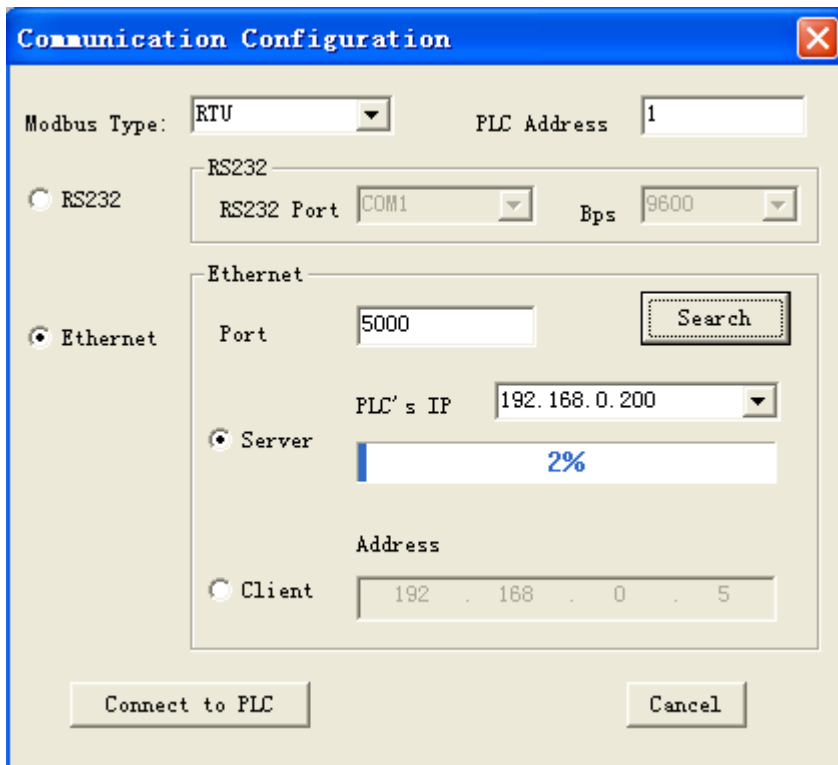 Communication Configuration
Modbus Type: RTU PLC Address 1
RS232
RS232 RS232 Port COM1 Bps 9600
Ethernet
Ethernet Port 5000 Search
PLC's IP 192.168.0.200
Server
2%
Address
Client 192 . 168 . 0 . 5
Connect to PLC Cancel